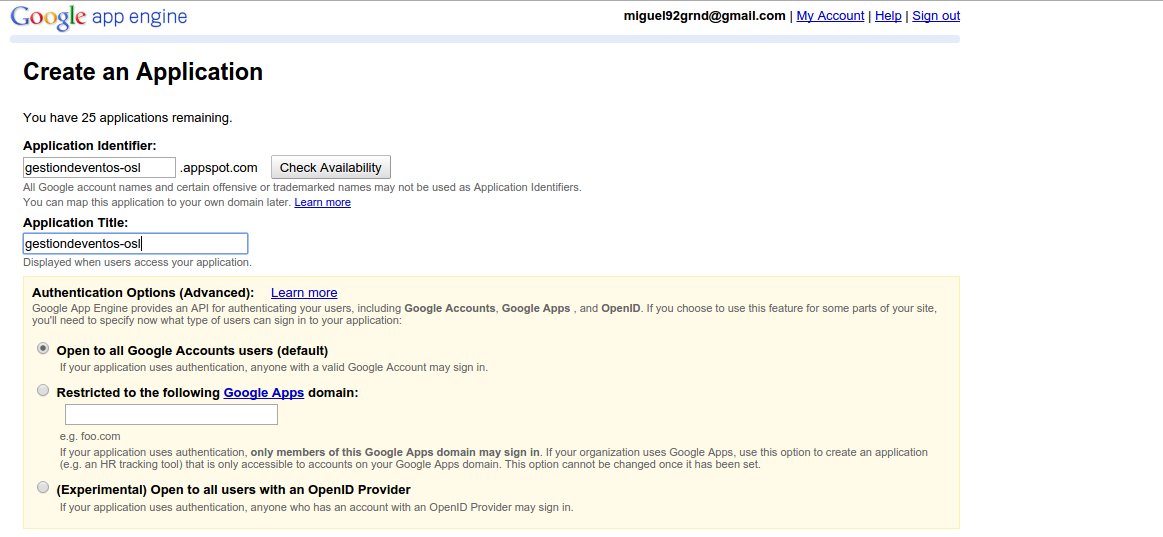 Google app engine
miguel92grnd@gmail.com | My Account | Help | Sign out
Create an Application
You have 25 applications remaining.
Application Identifier:
gestiondeventos-osl .appspot.com Check Availability
All Google account names and certain offensive or trademarked names may not be used as Application Identifiers.
You can map this application to your own domain later. Learn more
Application Title:
gestiondeventos-osl
Displayed when users access your application.
Authentication Options (Advanced): Learn more
Google App Engine provides an API for authenticating your users, including Google Accounts, Google Apps , and OpenID. If you choose to use this feature for some parts of your site,
you'll need to specify now what type of users can sign in to your application:
Open to all Google Accounts users (default)
If your application uses authentication, anyone with a valid Google Account may sign in.
Restricted to the following Google Apps domain:
e.g. foo.com
If your application uses authentication, only members of this Google Apps domain may sign in. If your organization uses Google Apps, use this option to create an application
(e.g. an HR tracking tool) that is only accessible to accounts on your Google Apps domain. This option cannot be changed once it has been set.
(Experimental) Open to all users with an OpenID Provider
If your application uses authentication, anyone who has an account with an OpenID Provider may sign in.